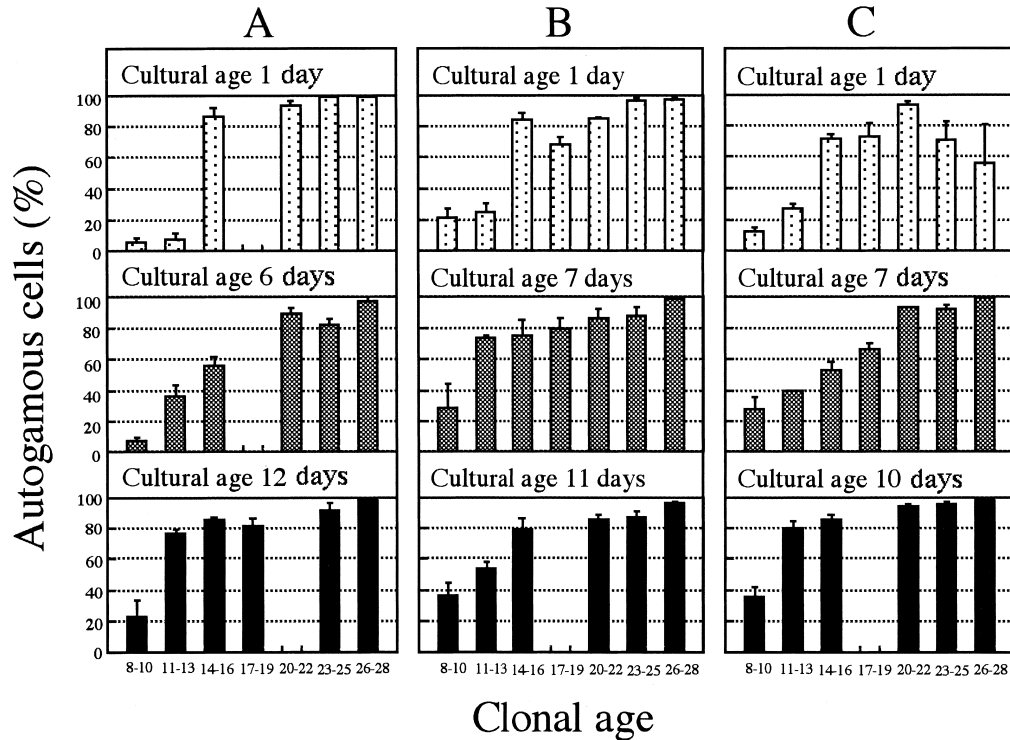 A B C
Cultural age 1 day
Cultural age 1 day
Cultural age 1 day
100
80
60
40
20
0
Cultural age 6 days
Cultural age 7 days
Cultural age 7 days
100
80
60
40
20
0
Cultural age 12 days
Cultural age 11 days
Cultural age 10 days
100
80
60
40
20
0
8-10 11-13 14-16 17-19 20-22 23-25 26-28
8-10 11-13 14-16 17-19 20-22 23-25 26-28
8-10 11-13 14-16 17-19 20-22 23-25 26-28
Autogamous cells (%)
Clonal age